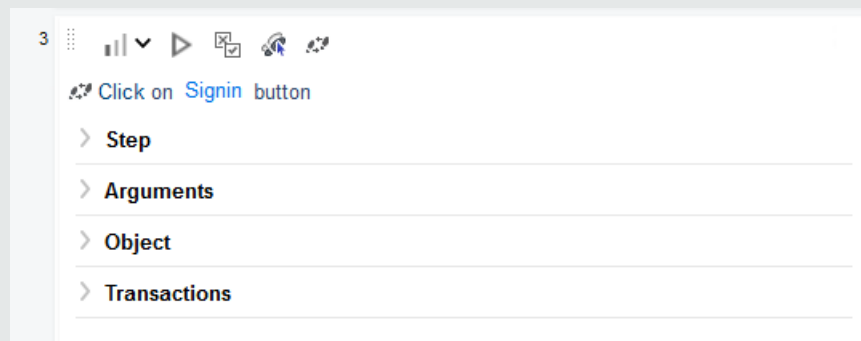 3
Click on Signin button
Step
Arguments
Object
Transactions